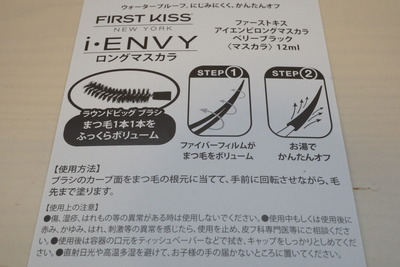 ウォータープルーフ、にじみにくく、かんたんオフ
FIRST KISS
NEW YORK
i・ENVY
ロングマスカラ
ファーストキス
アイエンビロングマスカラ
ベリーブラック
〈マスカラ〉12ml
ラウンドビッグ ブラシ
まつ毛1本1本を
ふっくらボリューム
STEP 1
ファイバーフィルムが
まつ毛をボリューム
STEP 2
お湯で
かんたんオフ
【使用方法】
ブラシのカーブ面をまつ毛の根元に当てて、手前に回転させながら、毛
先まで塗ります。
【使用上の注意】
●傷、湿疹、はれもの等の異常がある時は使用しないでください。●使用中もしくは使用後に
赤み、かゆみ、はれ、刺激等の異常を感じたら、使用を止め、皮フ科専門医等にご相談くださ
い。●使用後は容器の口元をティッシュペーパーなどで拭き、キャップをしっかりとしめてくだ
さい。●直射日光や高温多湿を避けて、お子様の手の届かないところに置いてくだ